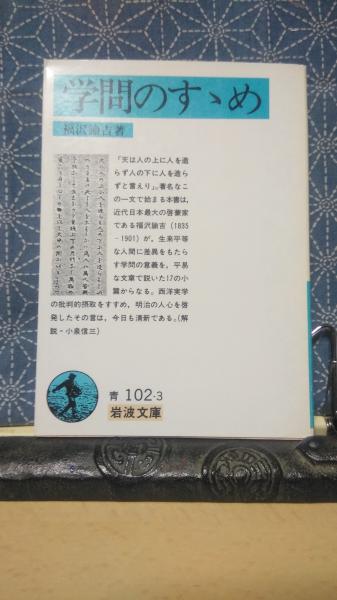 学問のすゝめ
福沢諭吉著
「天は人の上に人を造
らず人の下に人を造ら
ずと言えり」。著名なこ
の一文で始まる本書は，
近代日本最大の啓蒙家
である福沢諭吉（1835
-1901）が，生来平等
な人間に差異をもたら
す学問の意義を，平易
な文章で説いた17の小
篇からなる。西洋実学
の批判的摂取をすすめ，明治の人心を啓
発したその言は，今日も清新である。（解
説-小泉信三）
青 102-3
岩波文庫